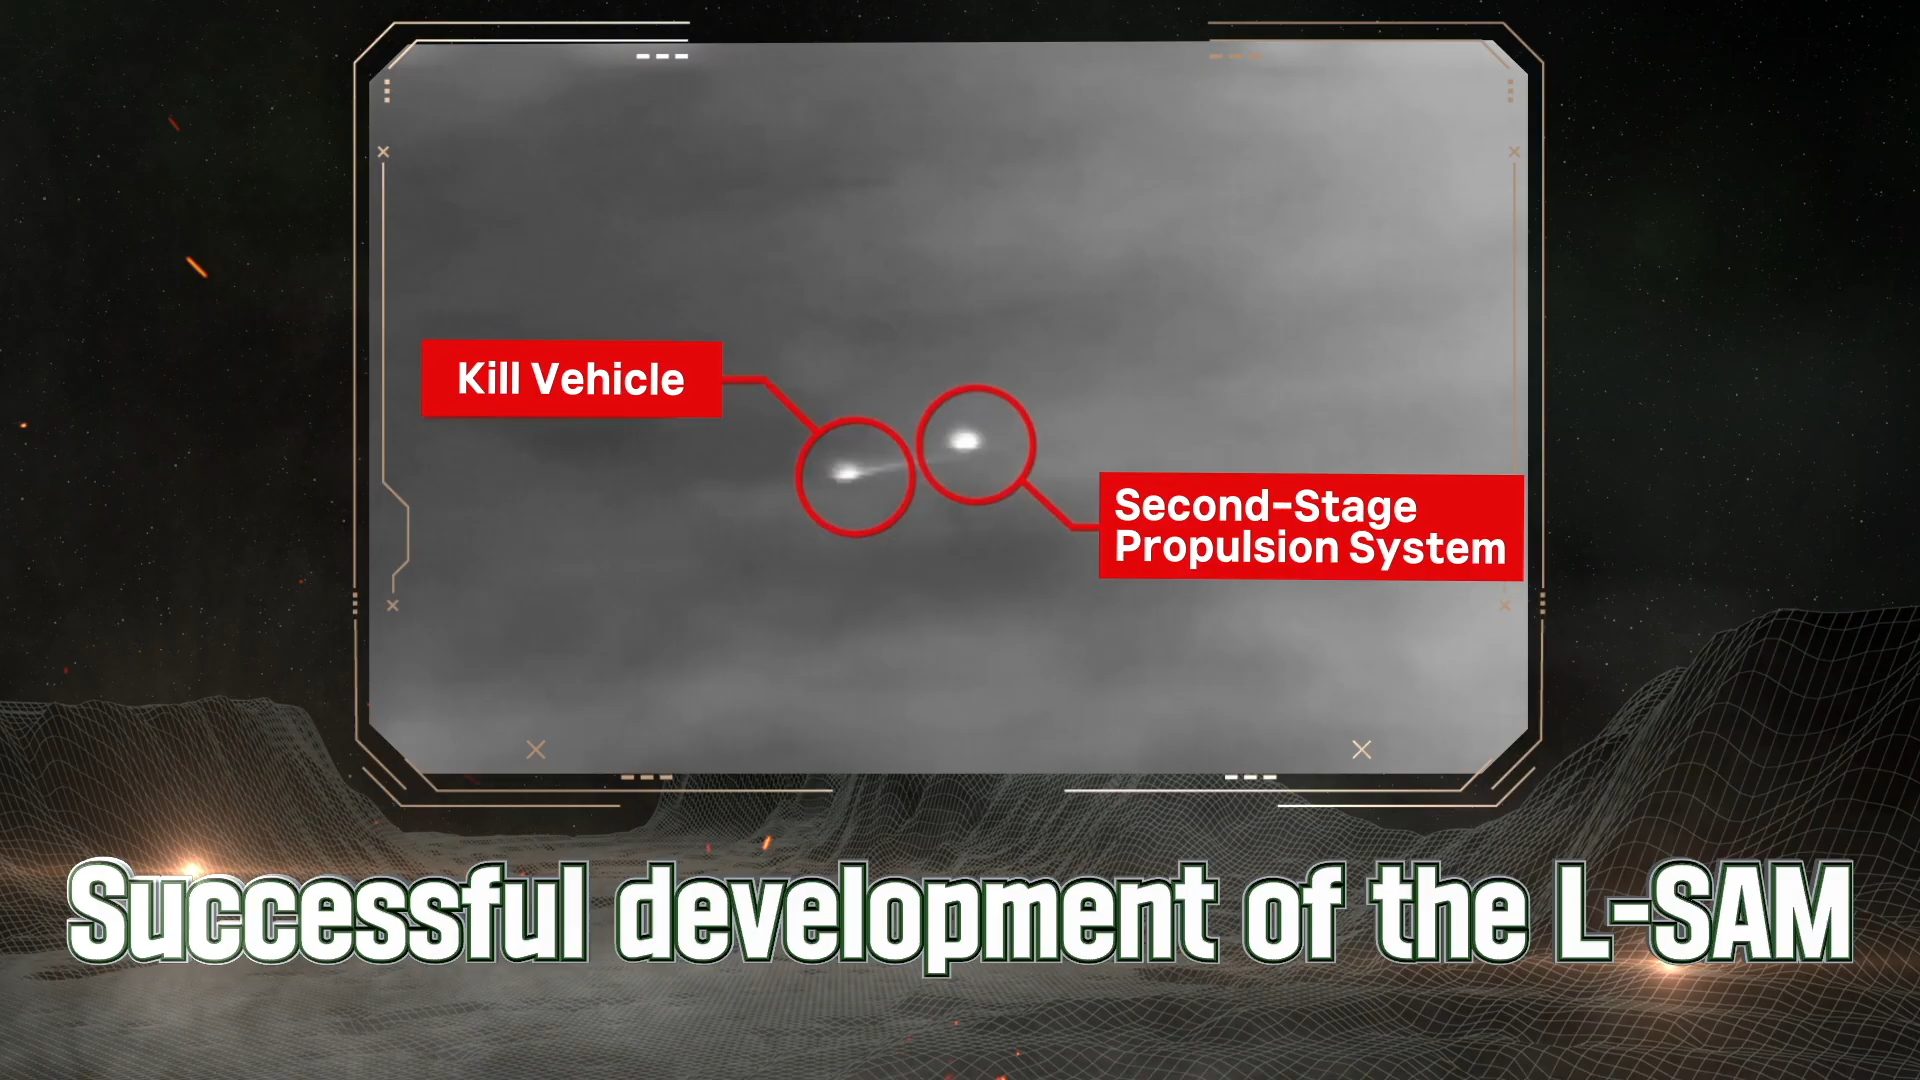 Kill Vehicle
Second-Stage
Propulsion System
Successful development of the L-SAM